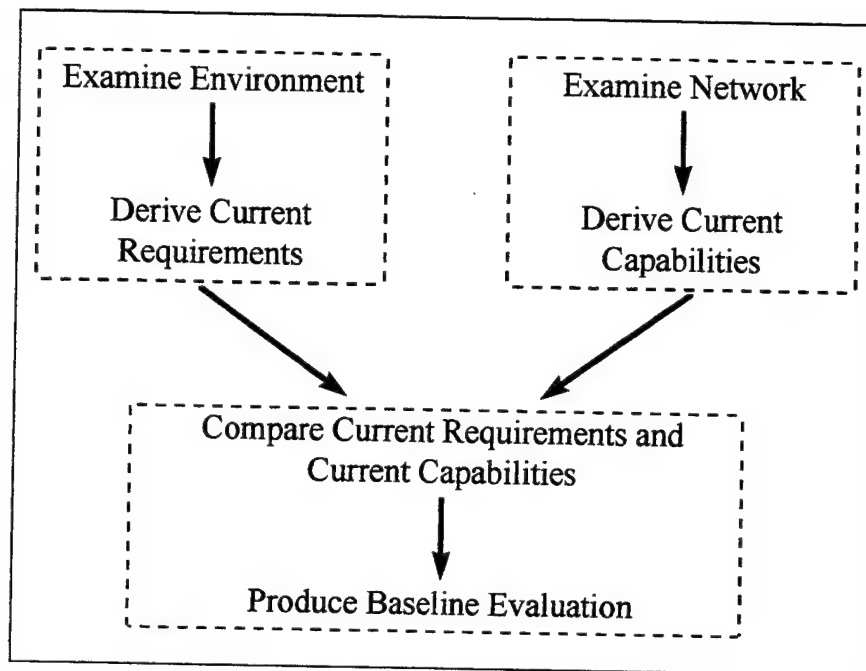 Examine Environment
Derive Current
Requirements
Examine Network
Derive Current
Capabilities
Compare Current Requirements and
Current Capabilities
Produce Baseline Evaluation